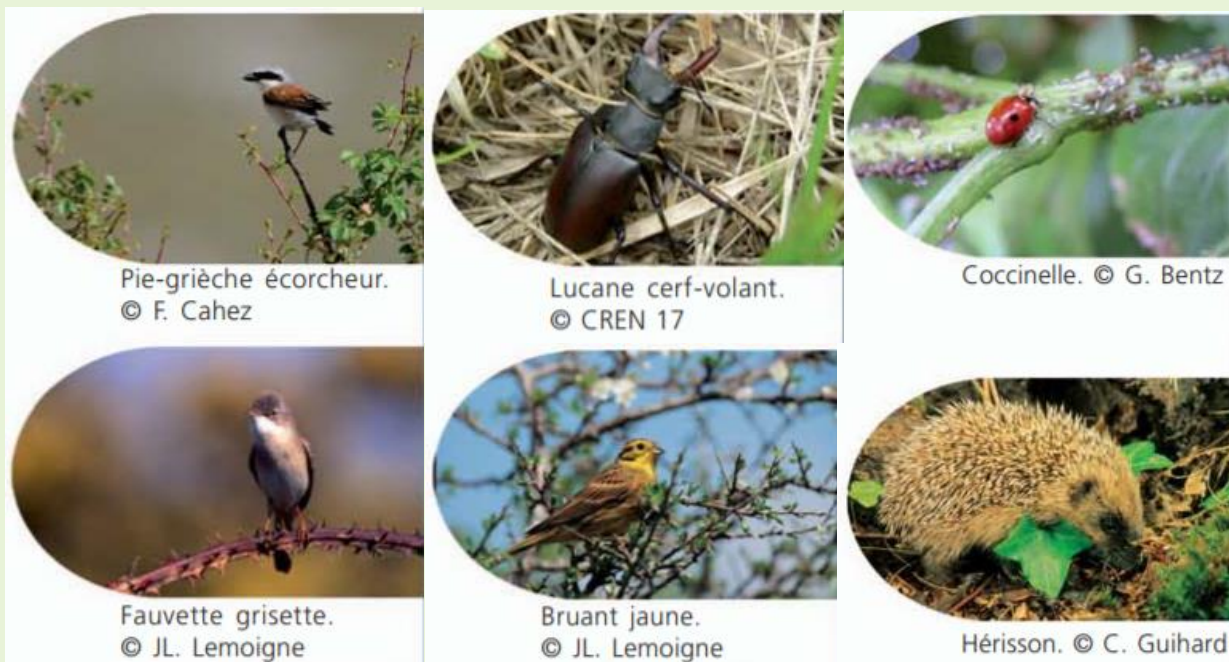 Pie-grièche écorcheur.
© F. Cahez
Lucane cerf-volant.
© CREN 17
Coccinelle. © G. Bentz
Fauvette grisette.
© JL. Lemoigne
Bruant jaune.
© JL. Lemoigne
Hérisson. © C. Guihard